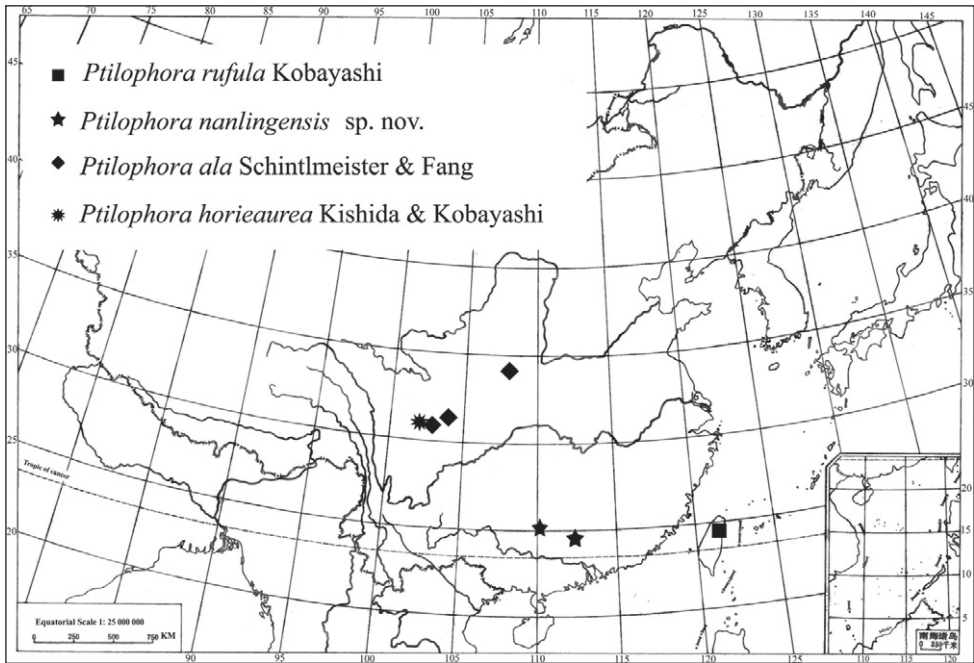 65 70 75 80 85 90 95 100 105 110 115 120 125 130 135 140 145
■ Ptilophora rufula Kobayashi
★ Ptilophora nanlingensis sp. nov.
◆ Ptilophora ala Schintlmeister & Fang
✷ Ptilophora horieaurea Kishida & Kobayashi
45
40
35
30
25
20
45
40
35
30
Tropic of cancer
20
15
10
5
Equatorial Scale 1: 25 000 000
0 250 500 750 KM
南海诸岛
90 95 100 105 110 115 120 110 115 120